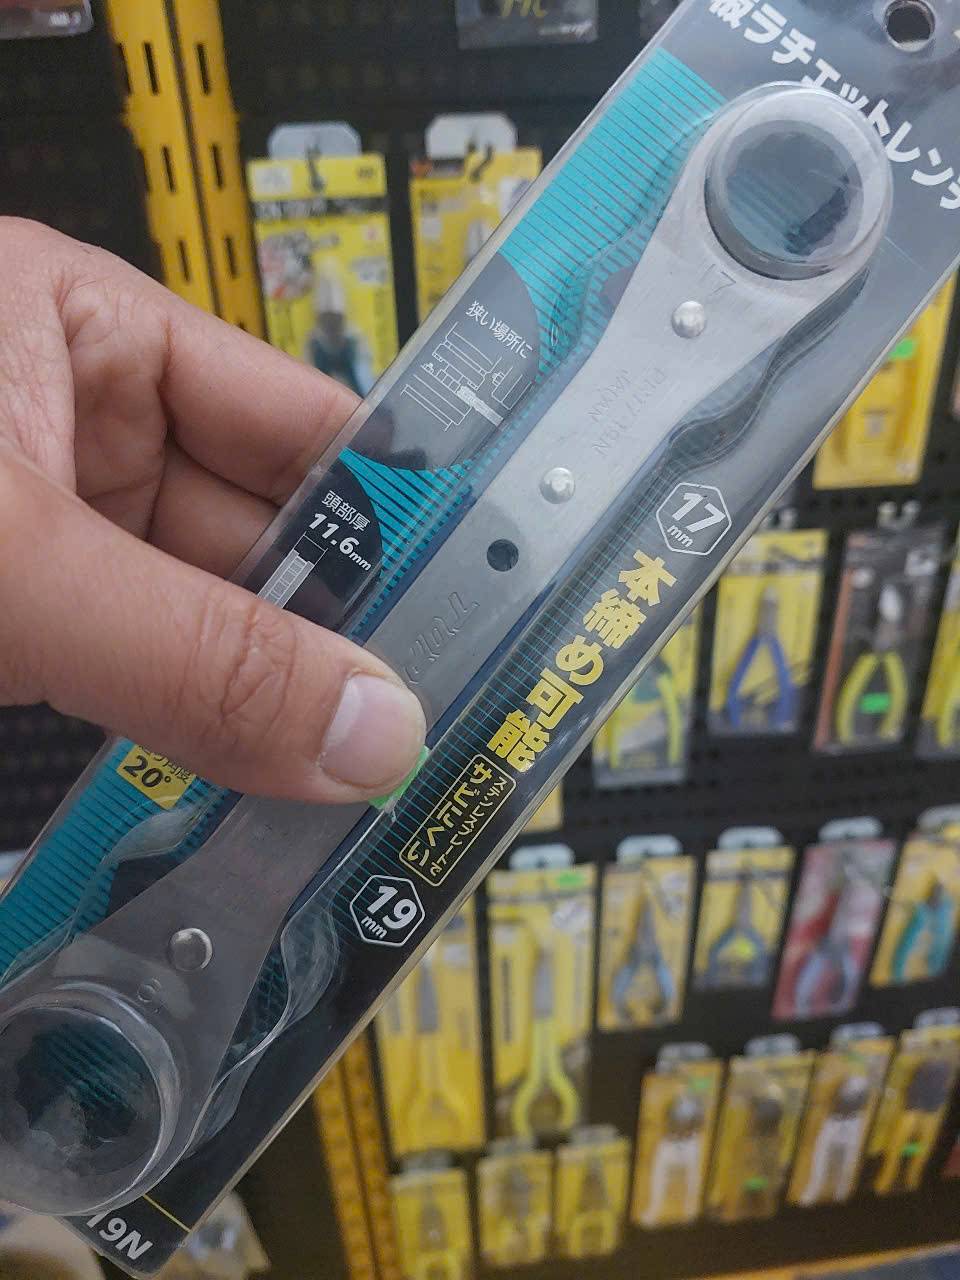 板ラチェットレンチ
17
狭い場所に
JAPAN
頭部厚
11.6mm
17
mm
本締め可能
ステンレスプレートで
サビにくい
20°
19
mm
19N